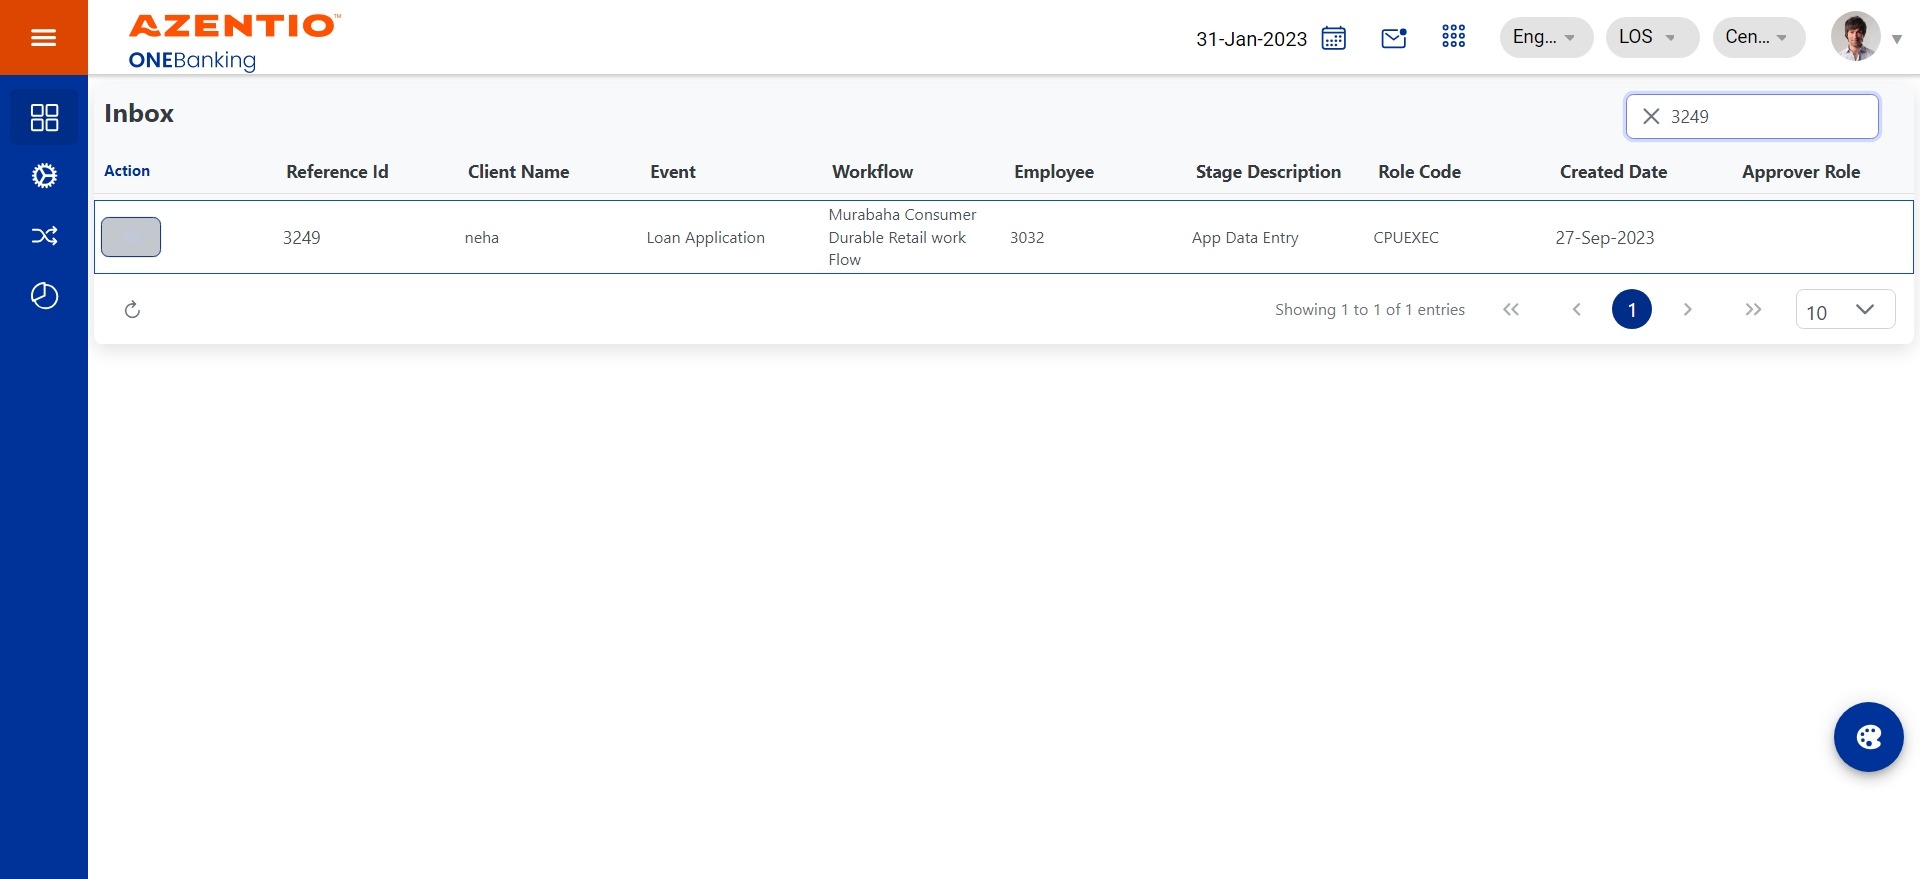 AZENTIO™
ONEBanking
31-Jan-2023
Eng...
LOS
Cen...
Inbox
3249
Action Reference Id Client Name Event Workflow Employee Stage Description Role Code Created Date Approver Role
3249 neha Loan Application Murabaha Consumer Durable Retail work Flow 3032 App Data Entry CPUEXEC 27-Sep-2023
Showing 1 to 1 of 1 entries
1
10